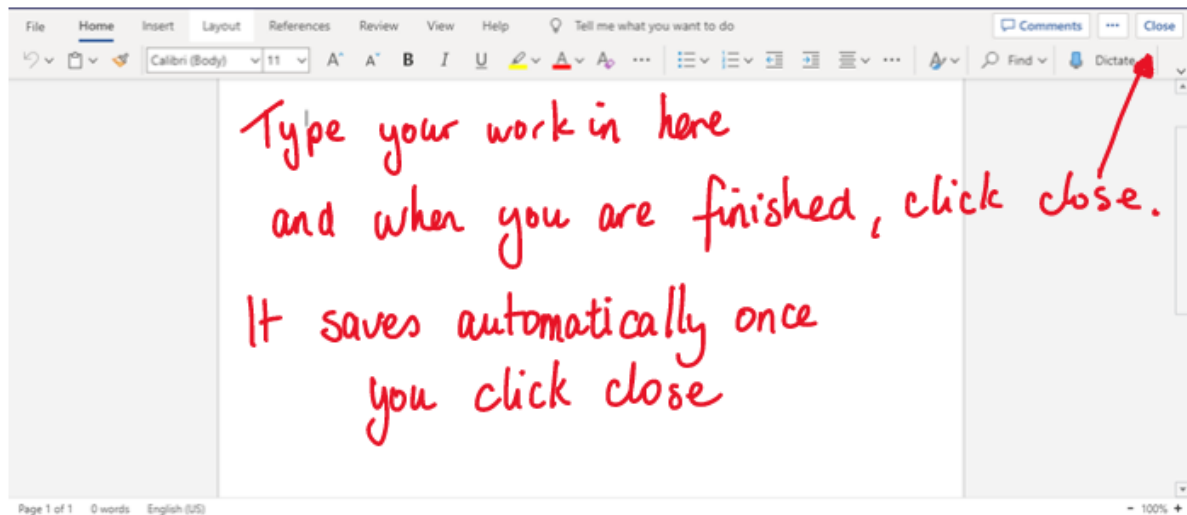 File Home Insert Layout References Review View Help Tell me what you want to do Comments ... Close
Calibri (Body) 11 A A B I U A A ... Find Dictate
Type your work in here
and when you are finished, click close.
It saves automatically once
you click close
Page 1 of 1 0 words English (US) - 100% +